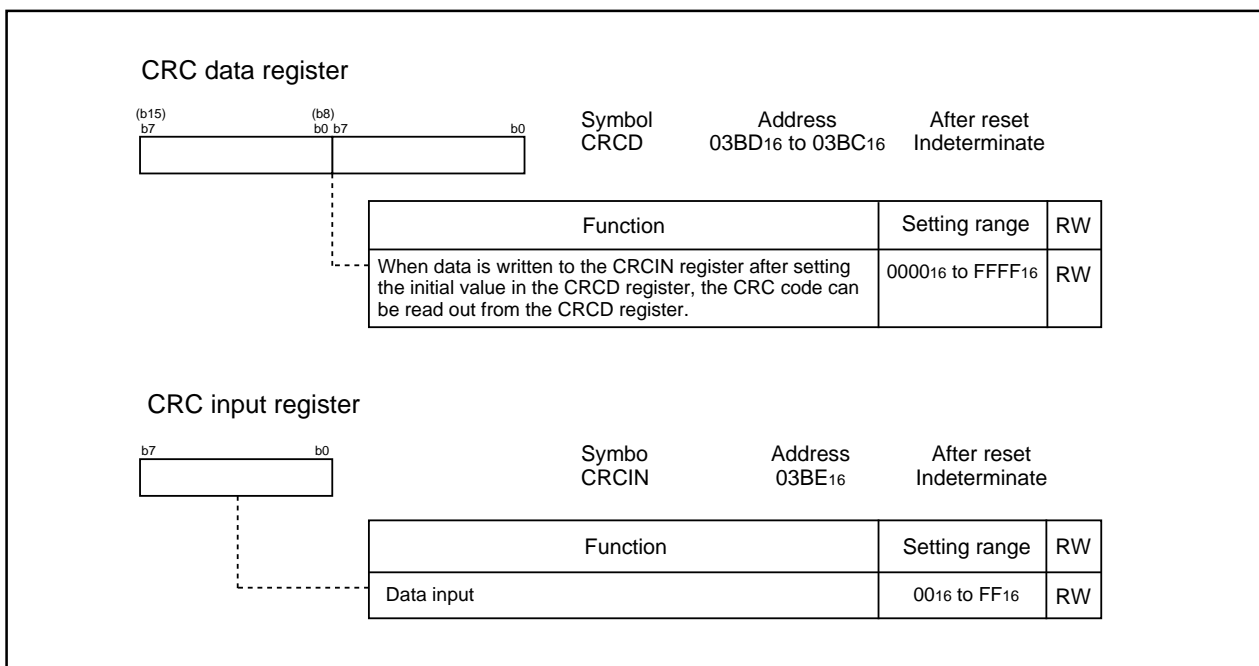 CRC data register
(b15) (b8)
b7 b0 b7 b0
Symbol Address After reset
CRCD 03BD16 to 03BC16 Indeterminate
Function Setting range RW
When data is written to the CRCIN register after setting
the initial value in the CRCD register, the CRC code can
be read out from the CRCD register.
000016 to FFFF16 RW
CRC input register
b7 b0
Symbo Address After reset
CRCIN 03BE16 Indeterminate
Function Setting range RW
Data input 0016 to FF16 RW